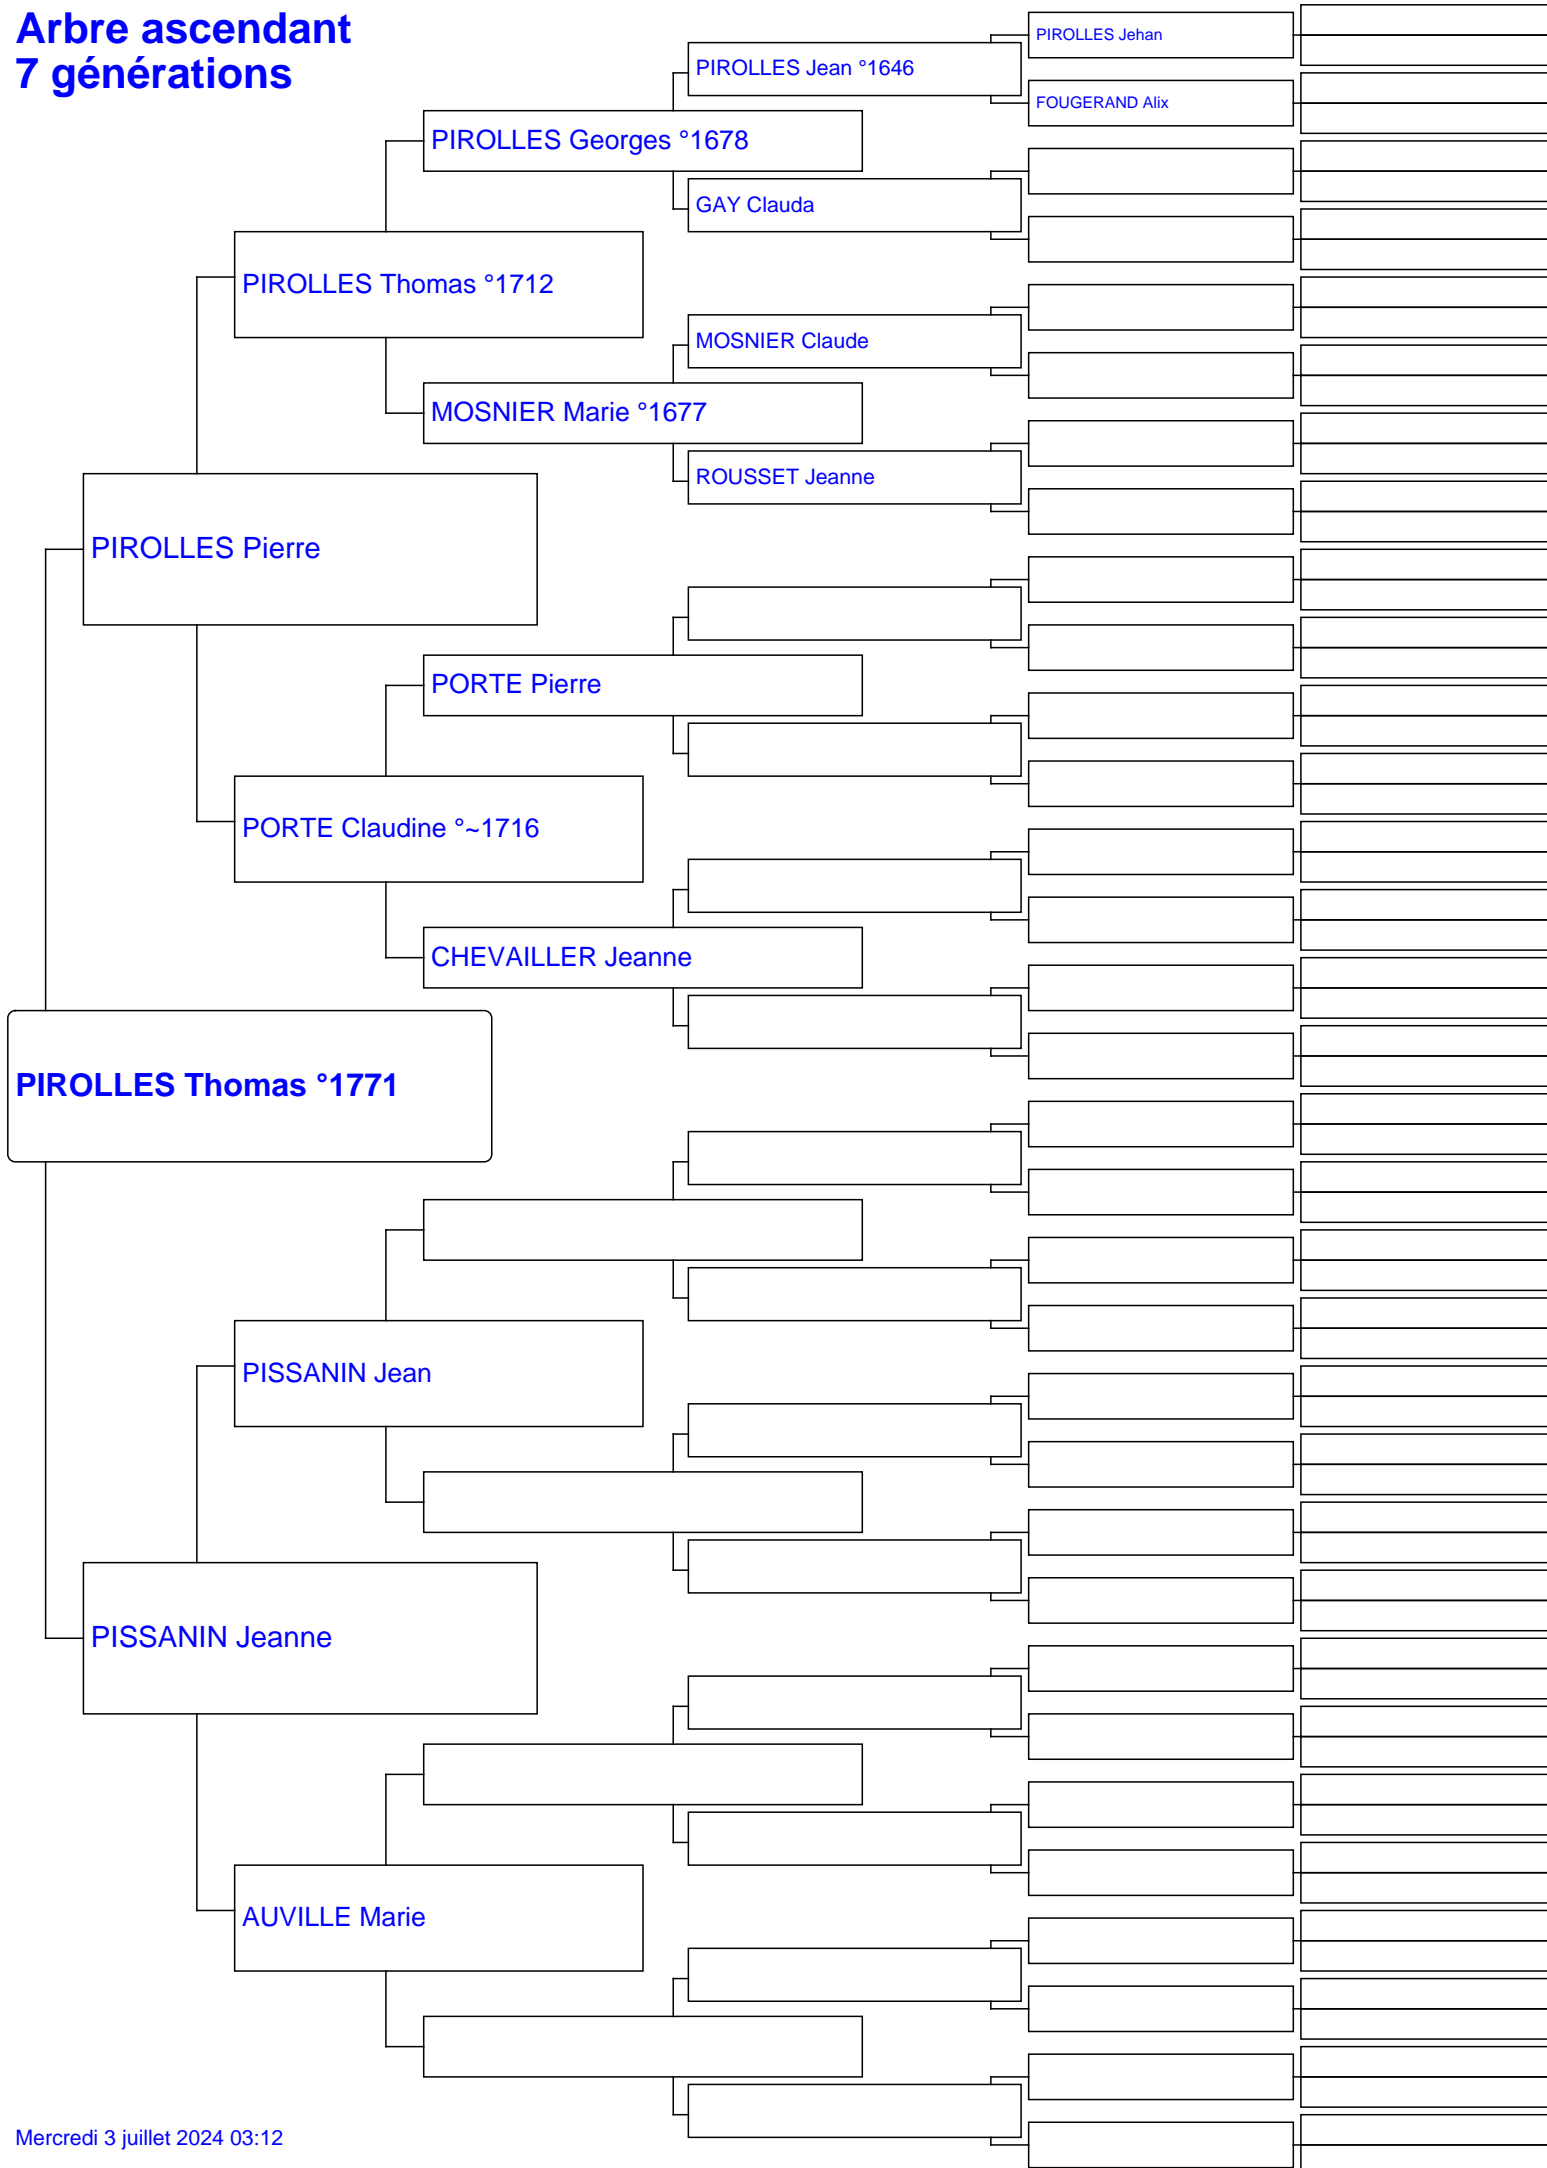 Arbre ascendant
7 générations
PIROLLES Jehan
PIROLLES Jean °1646
FOUGERAND Alix
PIROLLES Georges °1678
GAY Clauda
PIROLLES Thomas °1712
MOSNIER Claude
MOSNIER Marie °1677
ROUSSET Jeanne
PIROLLES Pierre
PORTE Pierre
PORTE Claudine °~1716
CHEVAILLER Jeanne
PIROLLES Thomas °1771
PISSANIN Jean
PISSANIN Jeanne
AUVILLE Marie
Mercredi 3 juillet 2024 03:12